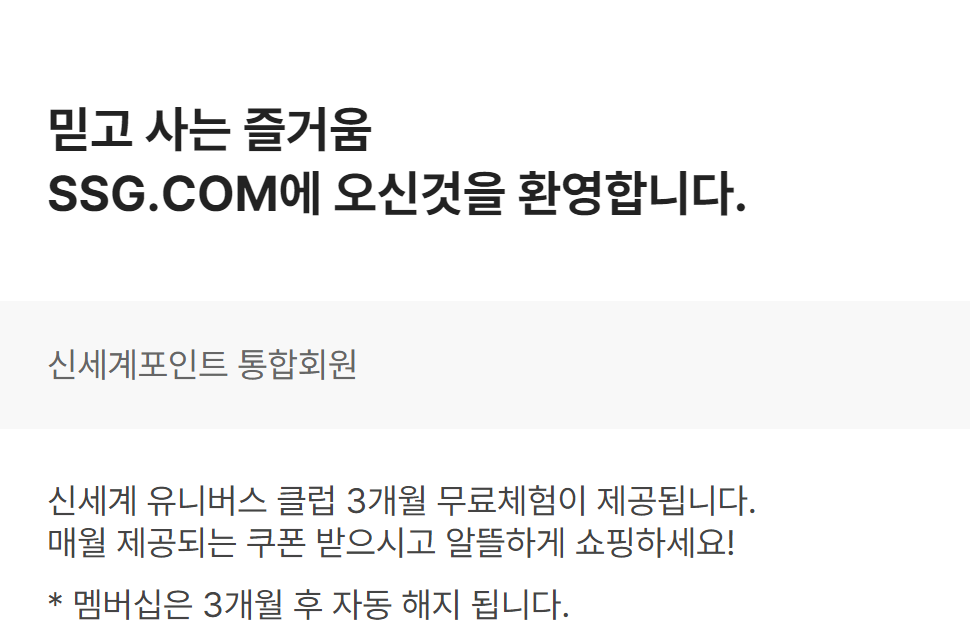 믿고 사는 즐거움
SSG.COM에 오신것을 환영합니다.
신세계포인트 통합회원
신세계 유니버스 클럽 3개월 무료체험이 제공됩니다.
매월 제공되는 쿠폰 받으시고 알뜰하게 쇼핑하세요!
* 멤버십은 3개월 후 자동 해지 됩니다.